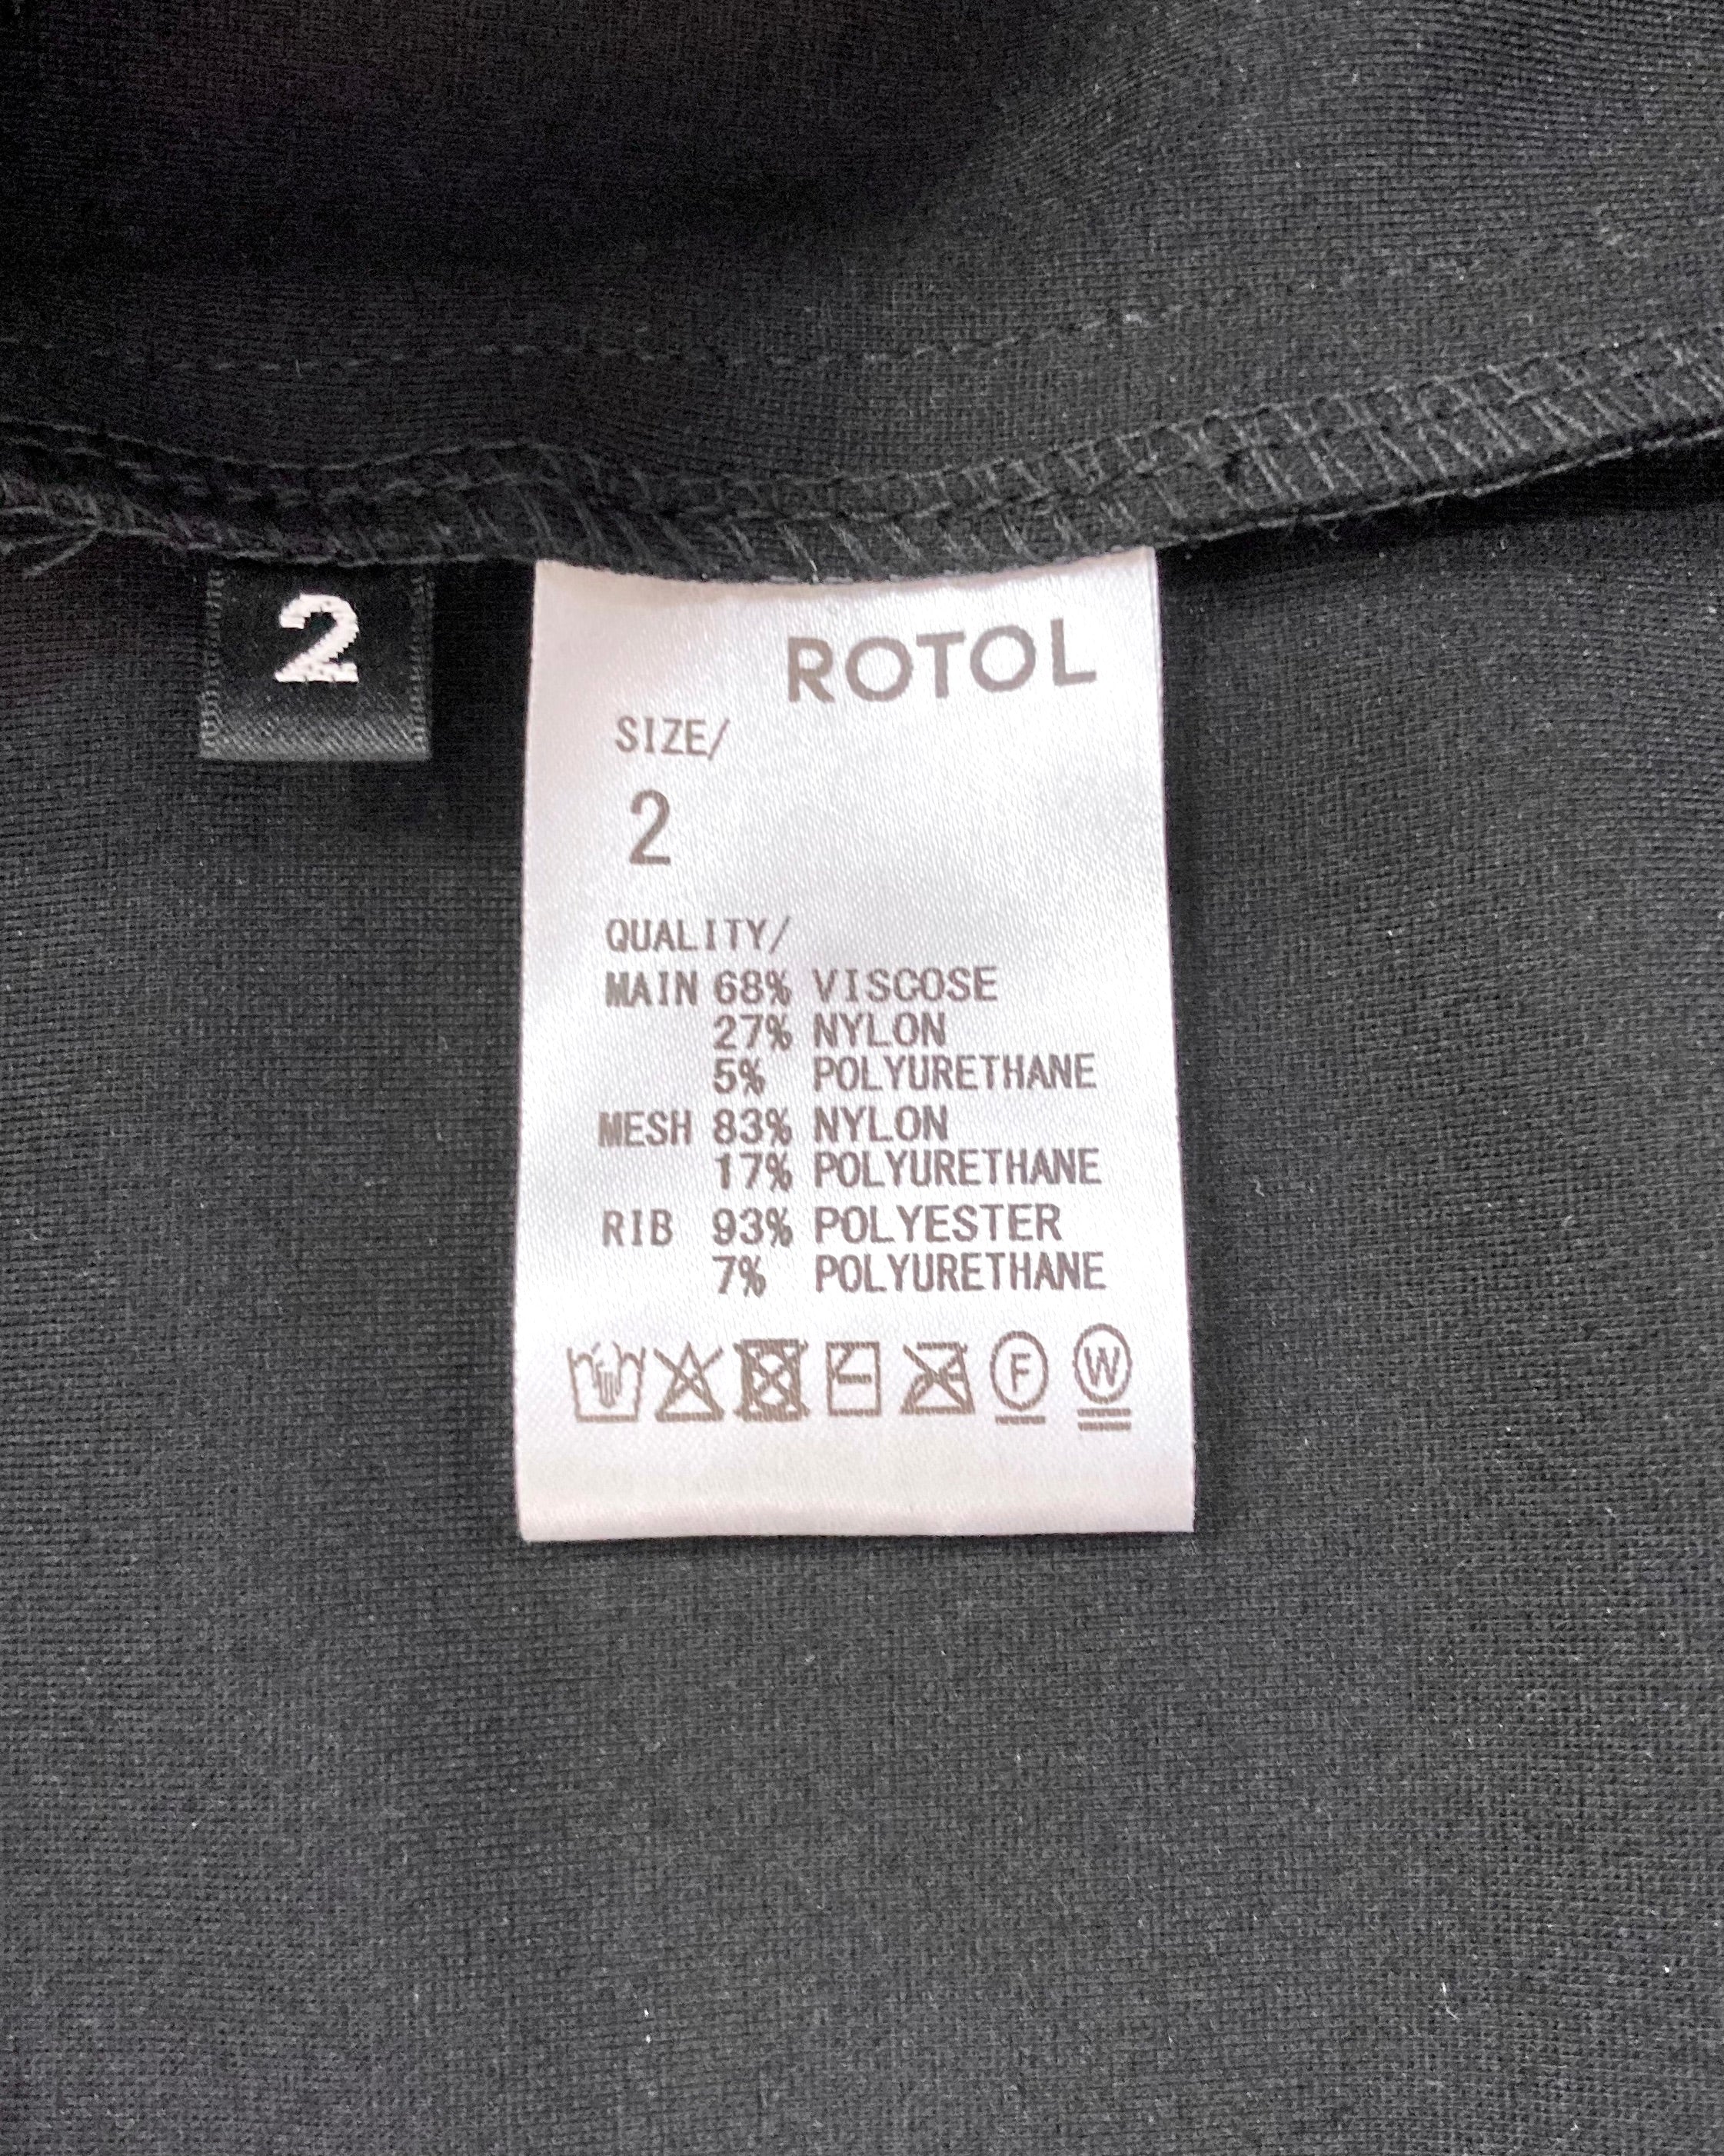 2
ROTOL
SIZE/
2
QUALITY/
MAIN 68% VISCOSE
27% NYLON
5% POLYURETHANE
MESH 83% NYLON
17% POLYURETHANE
RIB 93% POLYESTER
7% POLYURETHANE
F W